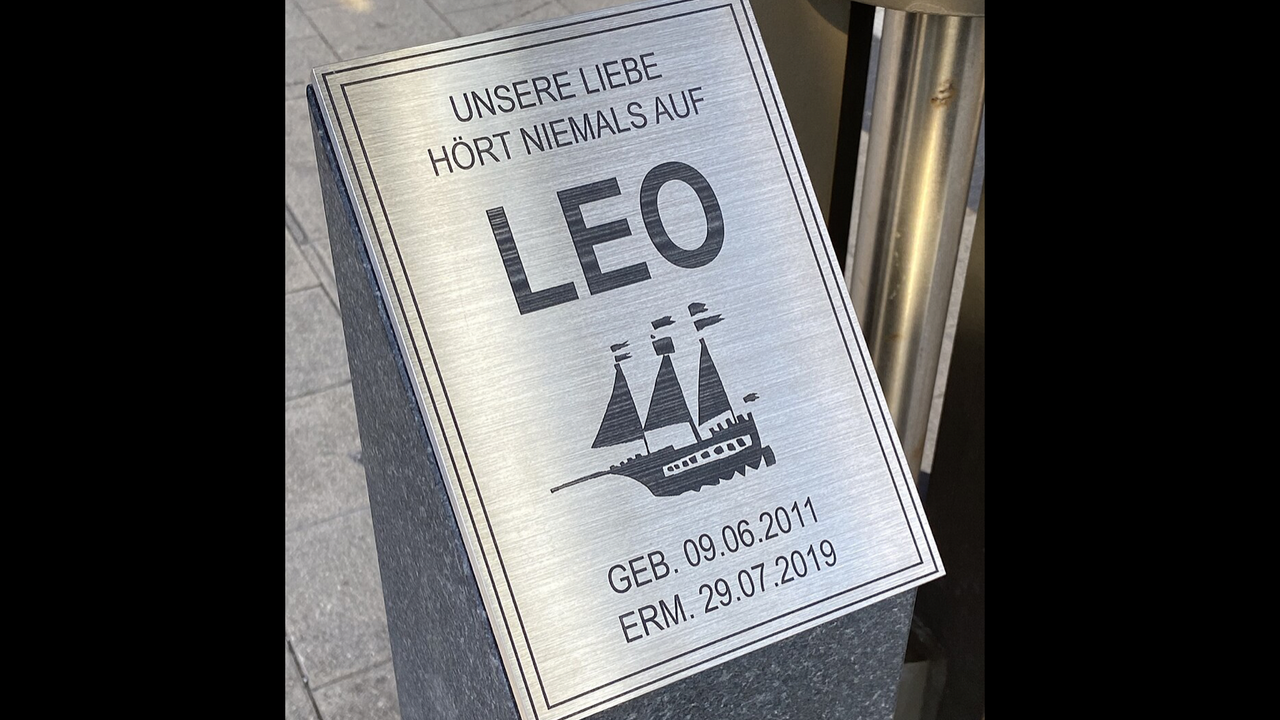 UNSERE LIEBE
HÖRT NIEMALS AUF
LEO
GEB. 09.06.2011
ERM. 29.07.2019